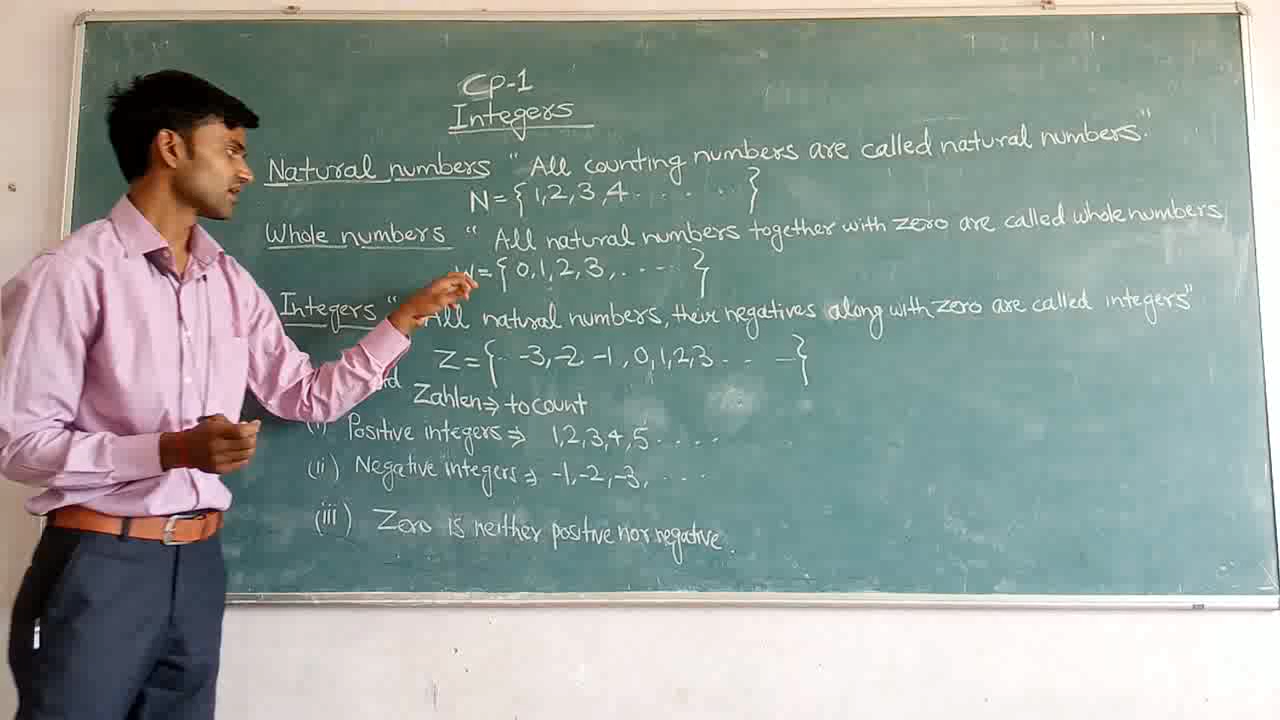 CP-1
Integers
Natural numbers " All counting numbers are called natural numbers."
N = { 1, 2, 3, 4 . . . . . . }
Whole numbers " All natural numbers together with zero are called whole numbers
W = { 0, 1, 2, 3, . . . . . }
Integers " All natural numbers, their negatives along with zero are called integers"
Z = { .. -3, -2 -1, 0, 1, 2, 3 . . . . - }
Zahlen ⇒ to count
(i) Positive integers ⇒ 1, 2, 3, 4, 5 . . . .
(ii) Negative integers ⇒ -1, -2, -3, . . . .
(iii) Zero is neither positive nor negative.